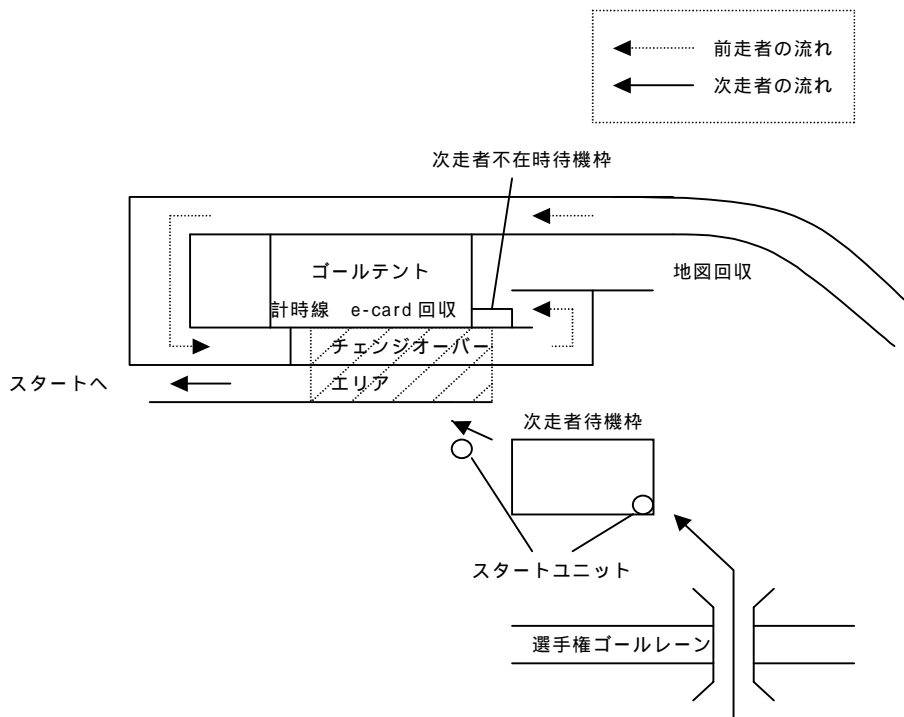 前走者の流れ
次走者の流れ
次走者不在時待機枠
ゴールテント
地図回収
計時線 e-card 回収
チェンジオーバー
エリア
スタートへ
次走者待機枠
スタートユニット
選手権ゴールレーン